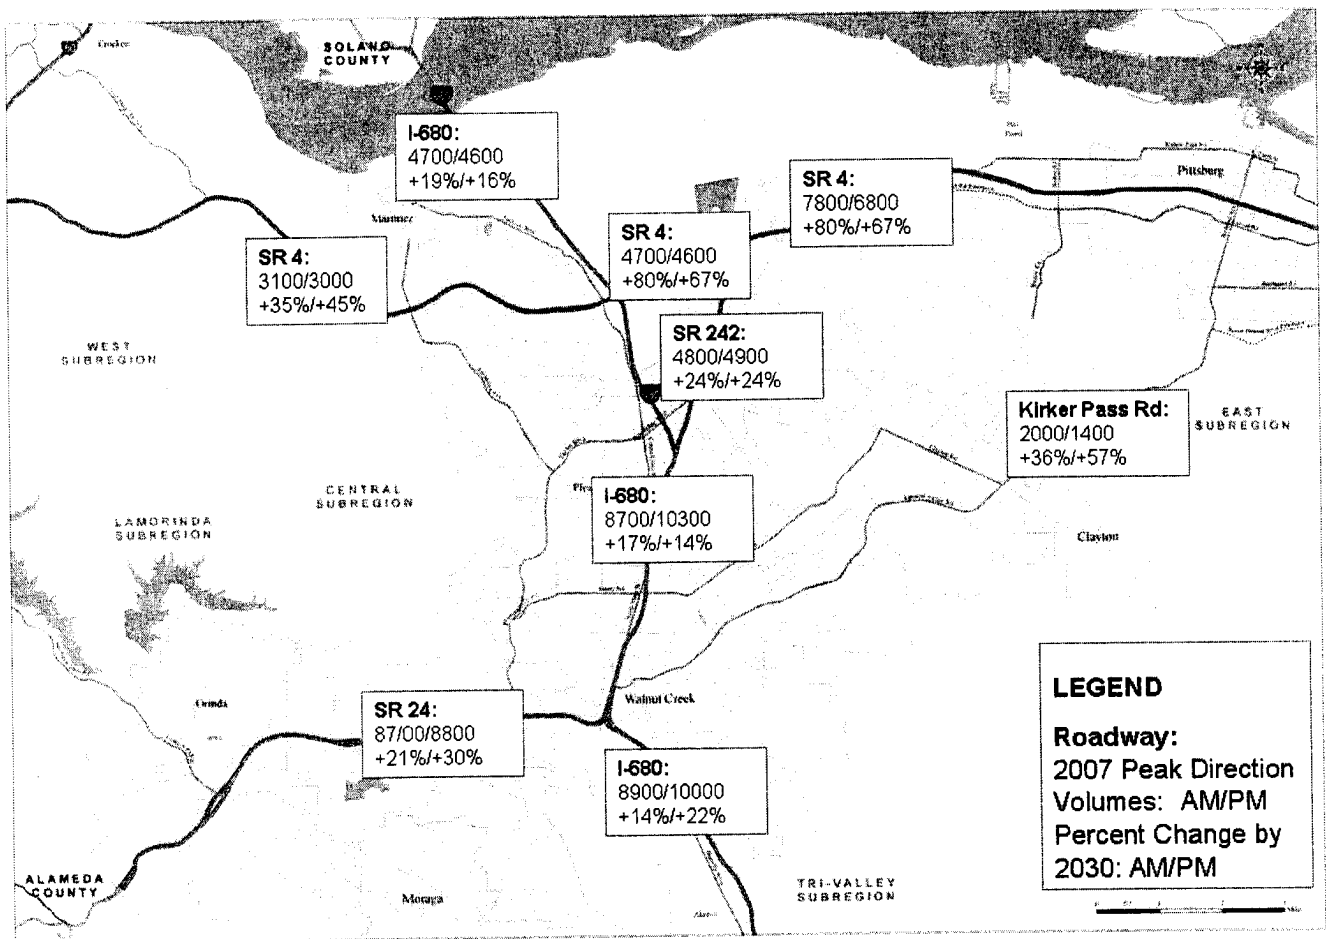 Crockett
SOLANO
COUNTY
I-680:
4700/4600
+19%/+16%
SR 4:
7800/6800
+80%/+67%
Pittsburg
Martinez
SR 4:
4700/4600
+80%/+67%
SR 4:
3100/3000
+35%/+45%
SR 242:
4800/4900
+24%/+24%
WEST
SUBREGION
Kirker Pass Rd:
2000/1400
+36%/+57%
EAST
SUBREGION
CENTRAL
SUBREGION
I-680:
8700/10300
+17%/+14%
LAMORINDA
SUBREGION
Clayton
Orinda
Walnut Creek
SR 24:
87/00/8800
+21%/+30%
I-680:
8900/10000
+14%/+22%
LEGEND
Roadway:
2007 Peak Direction
Volumes: AM/PM
Percent Change by
2030: AM/PM
ALAMEDA
COUNTY
Moraga
TRI-VALLEY
SUBREGION